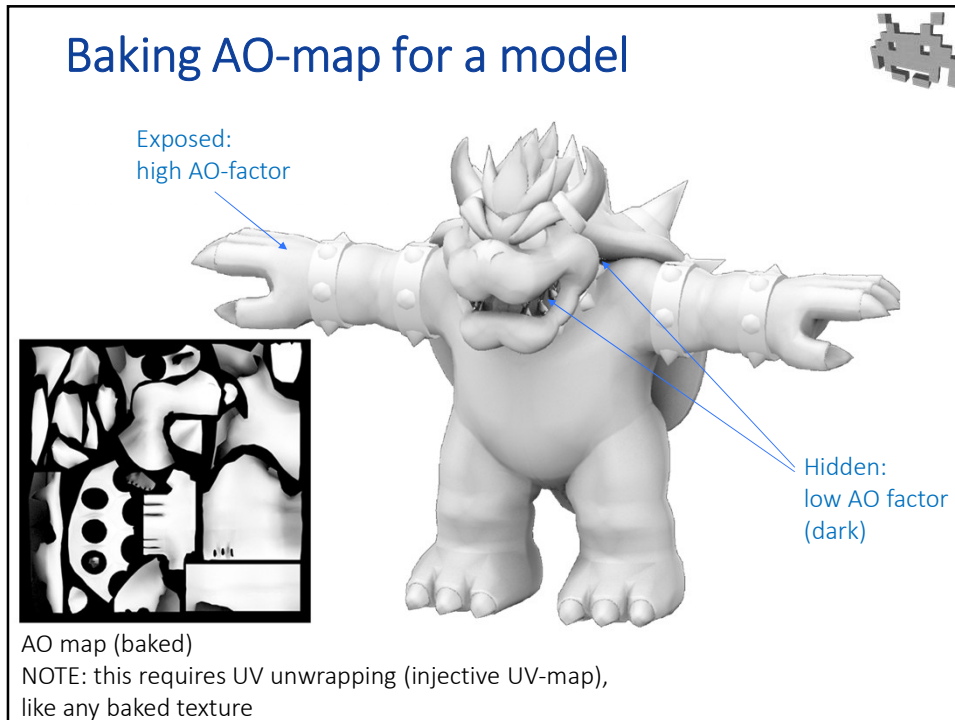 Baking AO-map for a model
Exposed:
high AO-factor
Hidden:
low AO factor
(dark)
AO map (baked)
NOTE: this requires UV unwrapping (injective UV-map),
like any baked texture